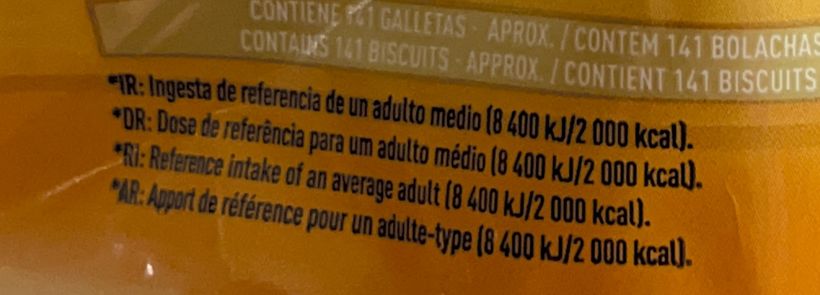 CONTIENE 141 GALLETAS · APROX. / CONTÉM 141 BOLACHAS
CONTAINS 141 BISCUITS · APPROX. / CONTIENT 141 BISCUITS
*IR: Ingesta de referencia de un adulto medio (8 400 kJ/2 000 kcal).
*DR: Dose de referência para um adulto médio (8 400 kJ/2 000 kcal).
*RI: Reference intake of an average adult (8 400 kJ/2 000 kcal).
*AR: Apport de référence pour un adulte-type (8 400 kJ/2 000 kcal).